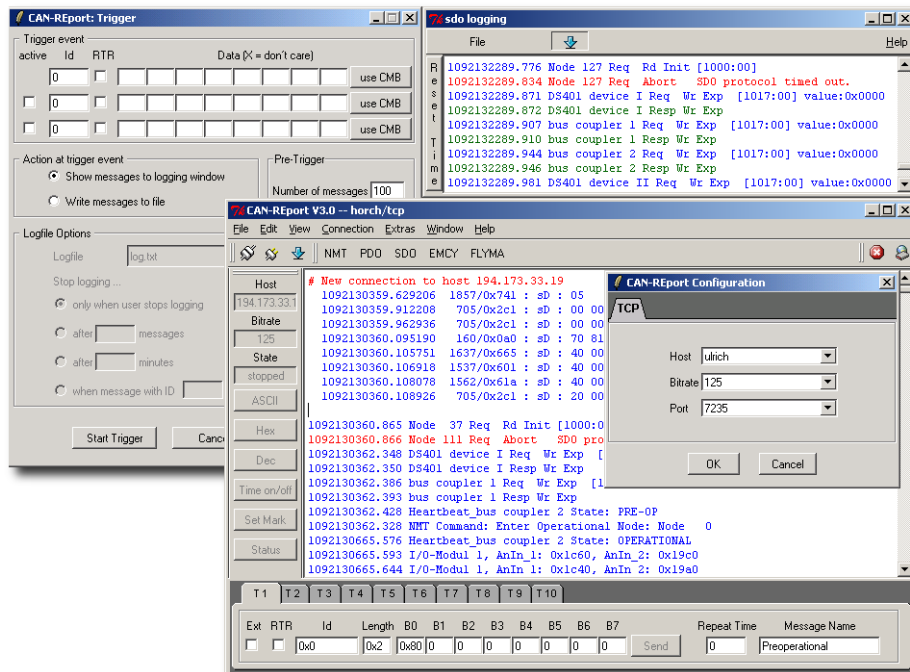 CAN-REport: Trigger
Trigger event
active Id RTR Data (X = don't care)
0 use CMB
0 use CMB
0 use CMB
Action at trigger event
Show messages to logging window
Write messages to file
Pre-Trigger
Number of messages 100
Logfile Options
Logfile log.txt
Stop logging ...
only when user stops logging
after messages
after minutes
when message with ID
Start Trigger Cance
sdo logging
File Help
Reset Time
1092132289.776 Node 127 Req Rd Init [1000:00]
1092132289.834 Node 127 Req Abort SDO protocol timed out.
1092132289.871 DS401 device I Req Wr Exp [1017:00] value:0x0000
1092132289.872 DS401 device I Resp Wr Exp
1092132289.907 bus coupler 1 Req Wr Exp [1017:00] value:0x0000
1092132289.910 bus coupler 1 Resp Wr Exp
1092132289.944 bus coupler 2 Req Wr Exp [1017:00] value:0x0000
1092132289.946 bus coupler 2 Resp Wr Exp
1092132289.981 DS401 device II Req Wr Exp [1017:00] value:0x0000
CAN-REport V3.0 -- horch/tcp
File Edit View Connection Extras Window Help
NMT PDO SDO EMCY FLYMA
Host
194.173.33.1
Bitrate
125
State
stopped
ASCII
Hex
Dec
Time on/off
Set Mark
Status
# New connection to host 194.173.33.19
1092130359.629206 1857/0x741 : sD : 05
1092130359.912208 705/0x2c1 : sD : 00 00
1092130359.962936 705/0x2c1 : sD : 00 00
1092130360.095190 160/0x0a0 : sD : 70 81
1092130360.105751 1637/0x665 : sD : 40 00
1092130360.106918 1537/0x601 : sD : 40 00
1092130360.108078 1562/0x61a : sD : 40 00
1092130360.108926 705/0x2c1 : sD : 20 00
1092130360.865 Node 37 Req Rd Init [1000:0
1092130360.866 Node 111 Req Abort SDO pro
1092130362.348 DS401 device I Req Wr Exp [
1092130362.350 DS401 device I Resp Wr Exp
1092130362.386 bus coupler 1 Req Wr Exp [1
1092130362.393 bus coupler 1 Resp Wr Exp
1092130362.428 Heartbeat_bus coupler 2 State: PRE-OP
1092130362.328 NMT Command: Enter Operational Node: Node 0
1092130665.576 Heartbeat_bus coupler 2 State: OPERATIONAL
1092130665.593 I/O-Modul 1, AnIn_1: 0x1c60, AnIn_2: 0x19c0
1092130665.644 I/O-Modul 1, AnIn_1: 0x1c40, AnIn_2: 0x19a0
CAN-REport Configuration
TCP
Host ulrich
Bitrate 125
Port 7235
OK Cancel
T 1 T 2 T 3 T 4 T 5 T 6 T 7 T 8 T 9 T 10
Ext RTR Id Length B0 B1 B2 B3 B4 B5 B6 B7 Repeat Time Message Name
0x0 0x2 0x80 0 0 0 0 0 0 0 Send 0 Preoperational